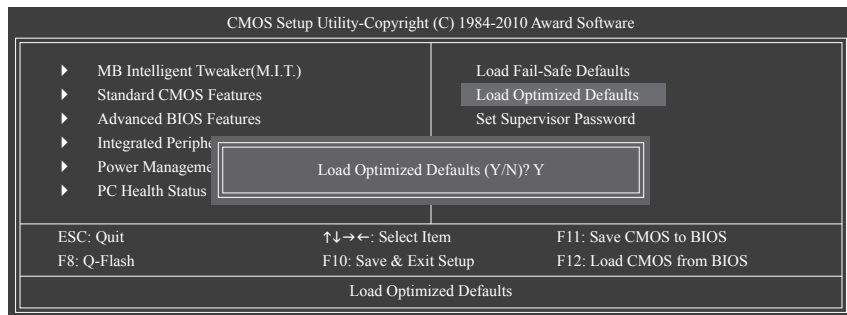 CMOS Setup Utility-Copyright (C) 1984-2010 Award Software
MB Intelligent Tweaker(M.I.T.)
Standard CMOS Features
Advanced BIOS Features
Integrated Periphe
Power Manageme
PC Health Status
Load Fail-Safe Defaults
Load Optimized Defaults
Set Supervisor Password
Load Optimized Defaults (Y/N)? Y
ESC: Quit
↑↓→←: Select Item
F11: Save CMOS to BIOS
F8: Q-Flash
F10: Save & Exit Setup
F12: Load CMOS from BIOS
Load Optimized Defaults